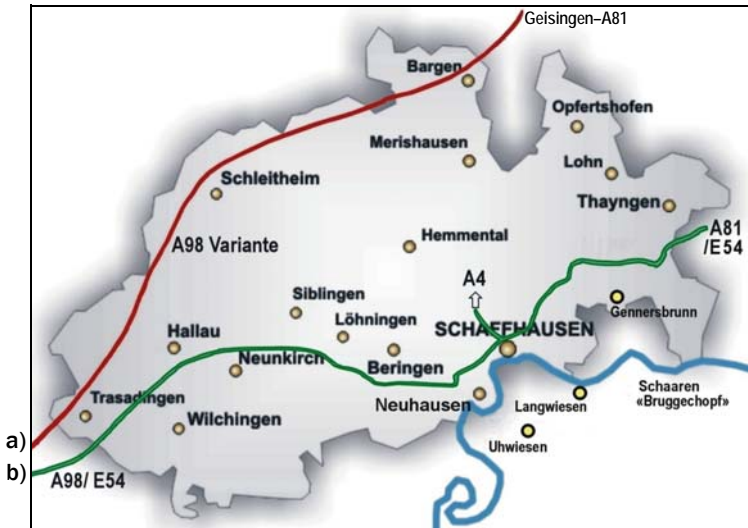 Geisingen–A81
Bargen
Opfertshofen
Merishausen
Lohn
Schleitheim
Thayngen
A81
/E54
A98 Variante
Hemmental
A4
Siblingen
Gennersbrunn
Löhningen
SCHAFFHAUSEN
Hallau
Neunkirch
Beringen
Schaaren
«Bruggechopf»
Trasadingen
Neuhausen
Langwiesen
Wilchingen
Uhwiesen
a)
b)
A98/ E54